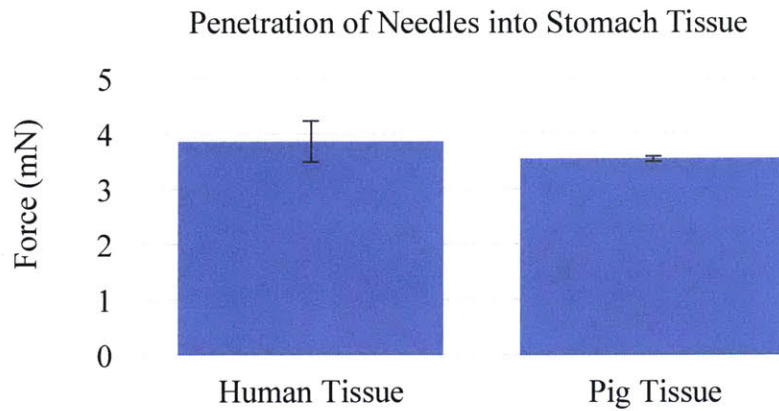 Penetration of Needles into Stomach Tissue
Force (mN)
5
4
3
2
1
0
Human Tissue
Pig Tissue